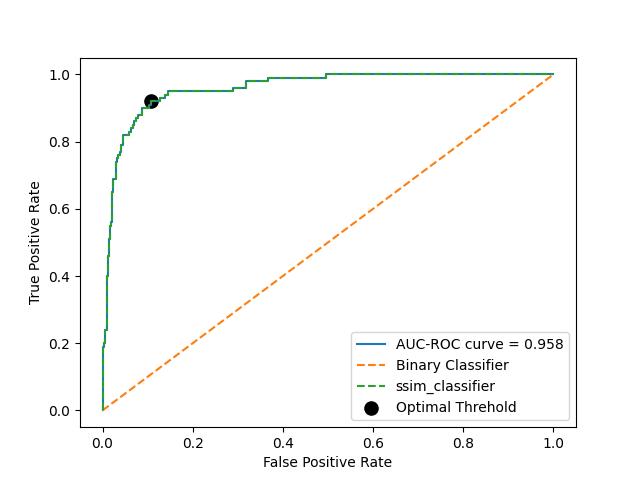 1.0
0.8
0.6
0.4
0.2
0.0
True Positive Rate
AUC-ROC curve = 0.958
Binary Classifier
ssim_classifier
Optimal Threhold
0.0 0.2 0.4 0.6 0.8 1.0
False Positive Rate